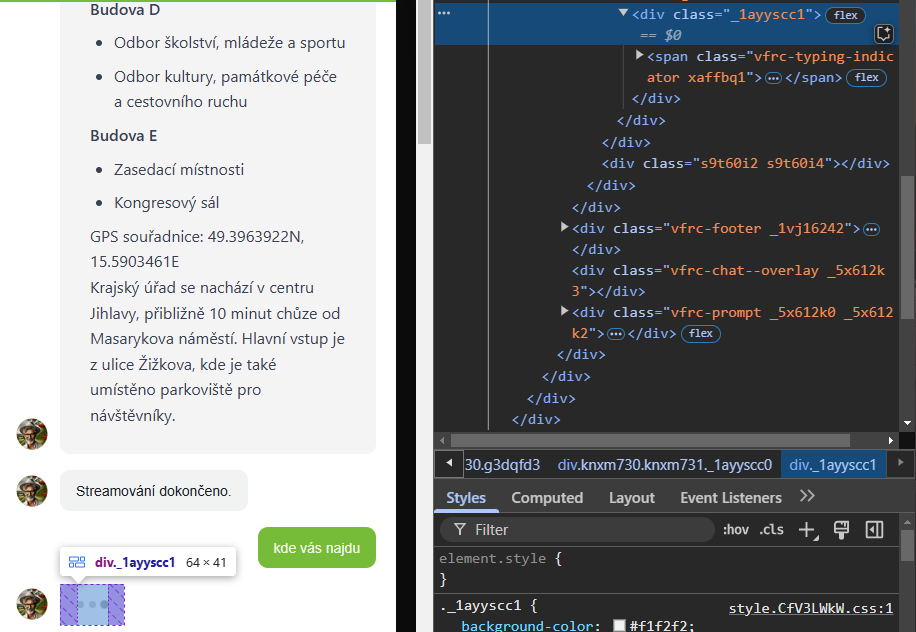 Budova D
Odbor školství, mládeže a sportu
Odbor kultury, památkové péče
a cestovního ruchu
Budova E
Zasedací místnosti
Kongresový sál
GPS souřadnice: 49.3963922N,
15.5903461E
Krajský úřad se nachází v centru
Jihlavy, přibližně 10 minut chůze od
Masarykova náměstí. Hlavní vstup je
z ulice Žižkova, kde je také
umístěno parkoviště pro
návštěvníky.
Streamování dokončeno.
kde vás najdu
div._1ayyscc1 64 × 41
<div class="_1ayyscc1"> flex
== $0
<span class="vfrc-typing-indic
ator xaffbq1"> </span> flex
</div>
</div>
</div>
<div class="s9t60i2 s9t60i4"></div>
</div>
</div>
<div class="vfrc-footer _1vj16242">
</div>
<div class="vfrc-chat--overlay _5x612k
3"></div>
<div class="vfrc-prompt _5x612k0 _5x612
k2"> </div> flex
</div>
</div>
</div>
</div>
30.g3dqfd3 div.knxm730.knxm731._1ayyscc0 div._1ayyscc1
Styles Computed Layout Event Listeners
Filter :hov .cls
element.style {
}
._1ayyscc1 { style.CfV3LWkW.css:1
background-color: #f1f2f2;